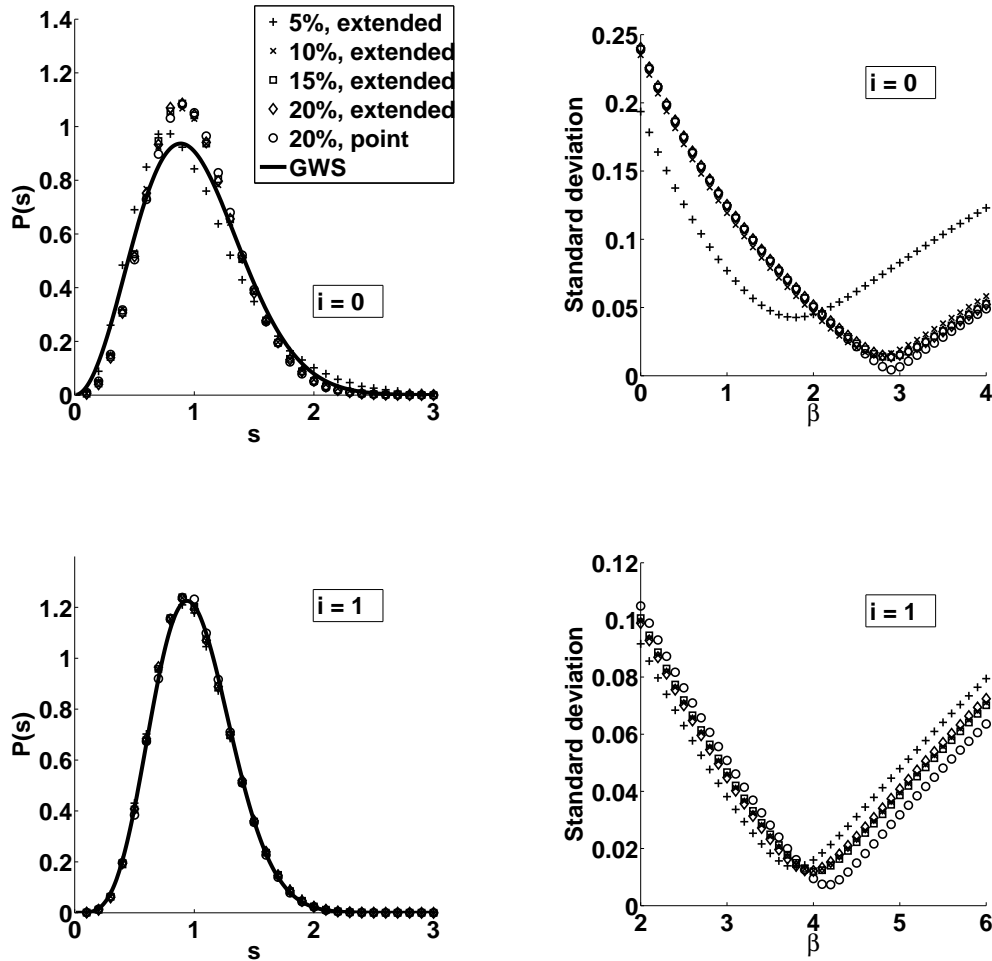 1.4
1.2
1
0.8
0.6
0.4
0.2
0
P(s)
0
1
2
3
s
+ 5%, extended
× 10%, extended
□ 15%, extended
◇ 20%, extended
○ 20%, point
GWS
i = 0
0.25
0.2
0.15
0.1
0.05
0
Standard deviation
0
1
2
3
4
β
i = 0
1.2
1
0.8
0.6
0.4
0.2
0
P(s)
0
1
2
3
s
i = 1
0.12
0.1
0.08
0.06
0.04
0.02
0
Standard deviation
2
3
4
5
6
β
i = 1